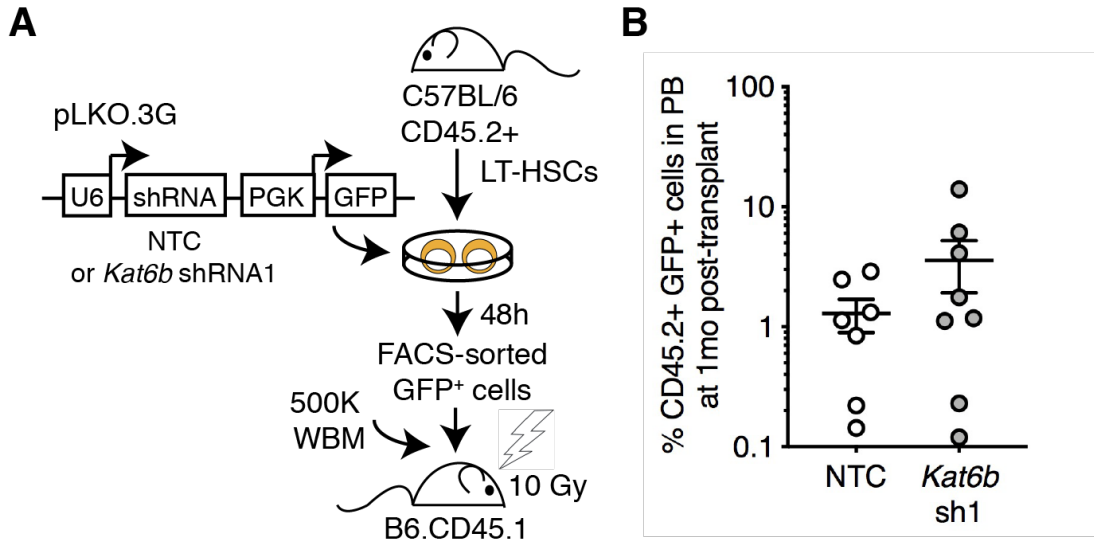 A
pLKO.3G
U6
shRNA
PGK
GFP
NTC
or Kat6b shRNA1
C57BL/6
CD45.2+
LT-HSCs
48h
FACS-sorted
GFP⁺ cells
500K
WBM
10 Gy
B6.CD45.1
B
% CD45.2+ GFP+ cells in PB
at 1mo post-transplant
100
10
1
0.1
NTC
Kat6b
sh1